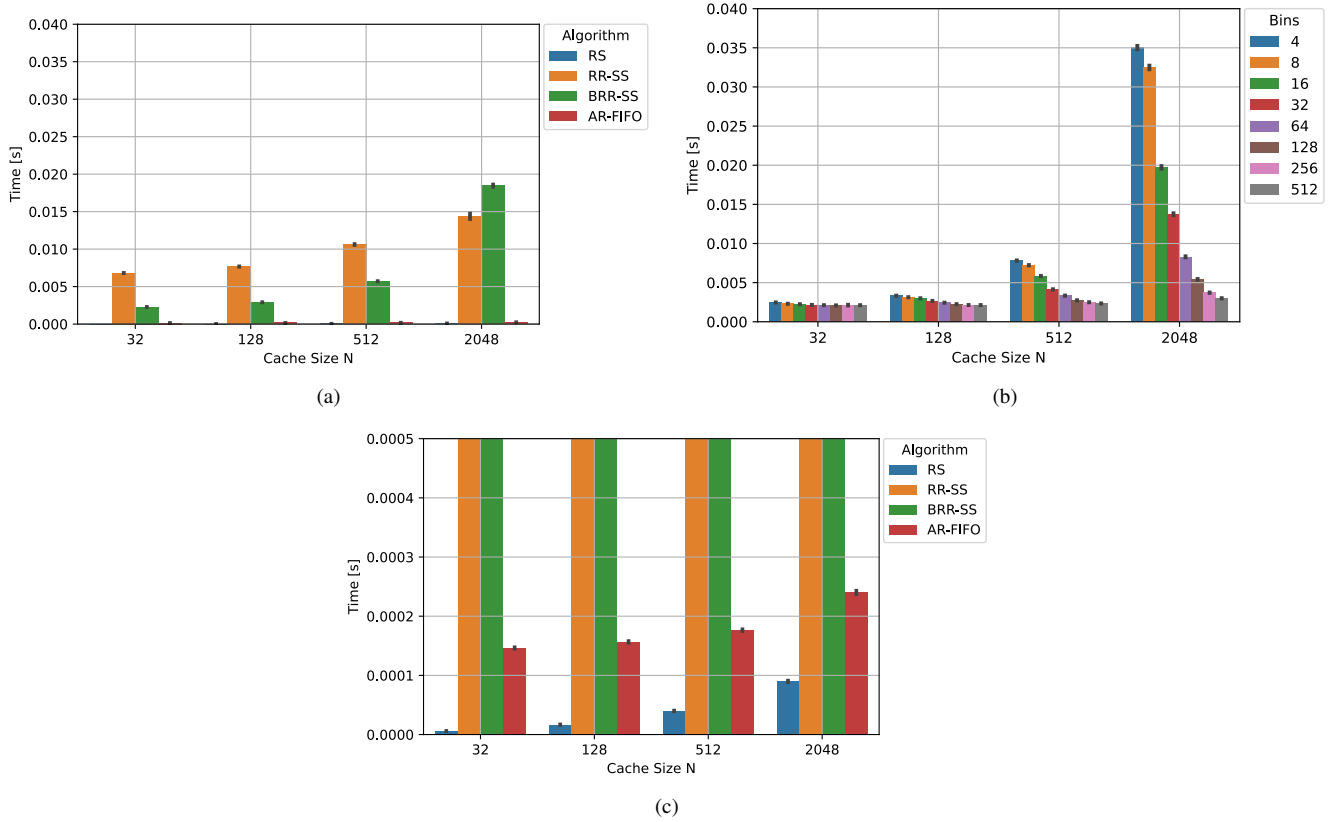 0.040
0.035
0.030
0.025
0.020
0.015
0.010
0.005
0.000
Time [s]
32 128 512 2048
Cache Size N
Algorithm
RS
RR-SS
BRR-SS
AR-FIFO
(a)
0.040
0.035
0.030
0.025
0.020
0.015
0.010
0.005
0.000
Time [s]
32 128 512 2048
Cache Size N
Bins
4
8
16
32
64
128
256
512
(b)
0.0005
0.0004
0.0003
0.0002
0.0001
0.0000
Time [s]
32 128 512 2048
Cache Size N
Algorithm
RS
RR-SS
BRR-SS
AR-FIFO
(c)